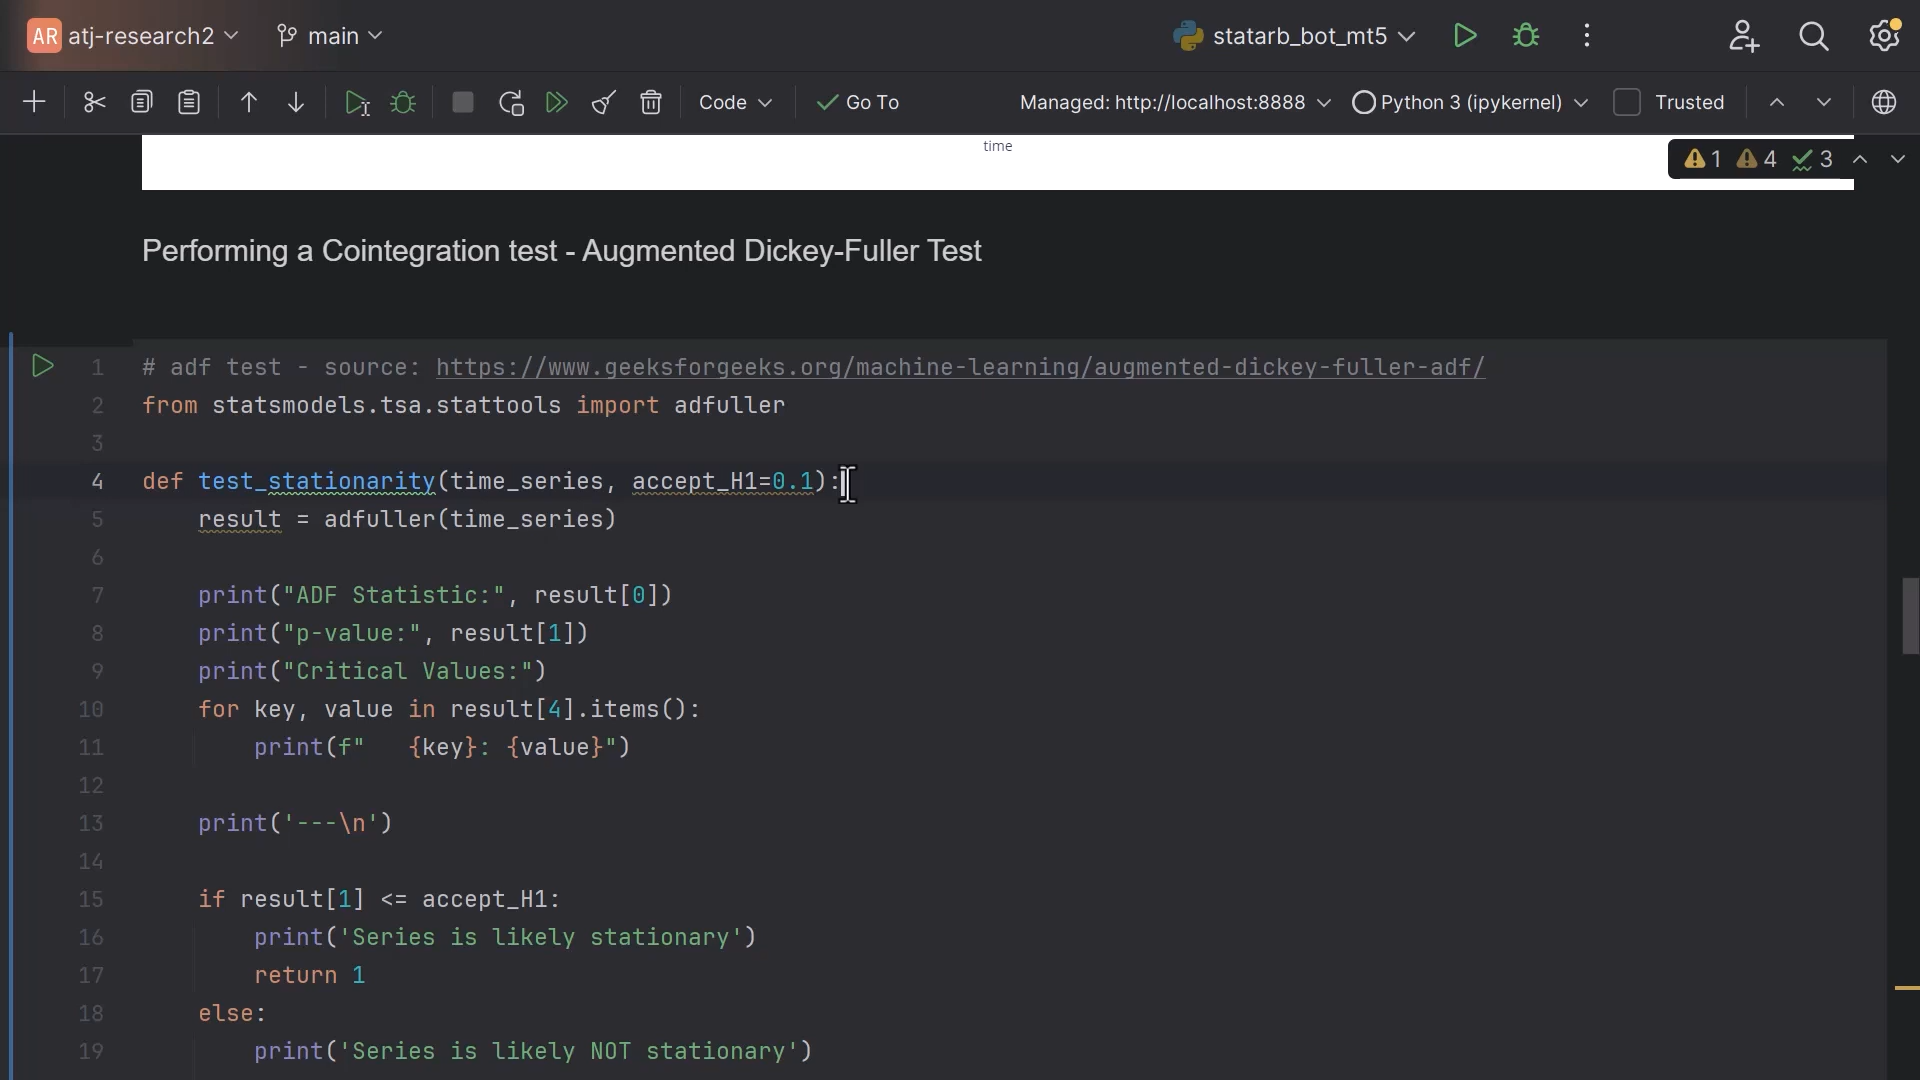 AR atj-research2 main statarb_bot_mt5
Code Go To Managed: http://localhost:8888 Python 3 (ipykernel) Trusted
time
1 4 3
Performing a Cointegration test - Augmented Dickey-Fuller Test
1 # adf test - source: https://www.geeksforgeeks.org/machine-learning/augmented-dickey-fuller-adf/
2 from statsmodels.tsa.stattools import adfuller
3
4 def test_stationarity(time_series, accept_H1=0.1):
5 result = adfuller(time_series)
6
7 print("ADF Statistic:", result[0])
8 print("p-value:", result[1])
9 print("Critical Values:")
10 for key, value in result[4].items():
11 print(f"   {key}: {value}")
12
13 print('---\n')
14
15 if result[1] <= accept_H1:
16 print('Series is likely stationary')
17 return 1
18 else:
19 print('Series is likely NOT stationary')